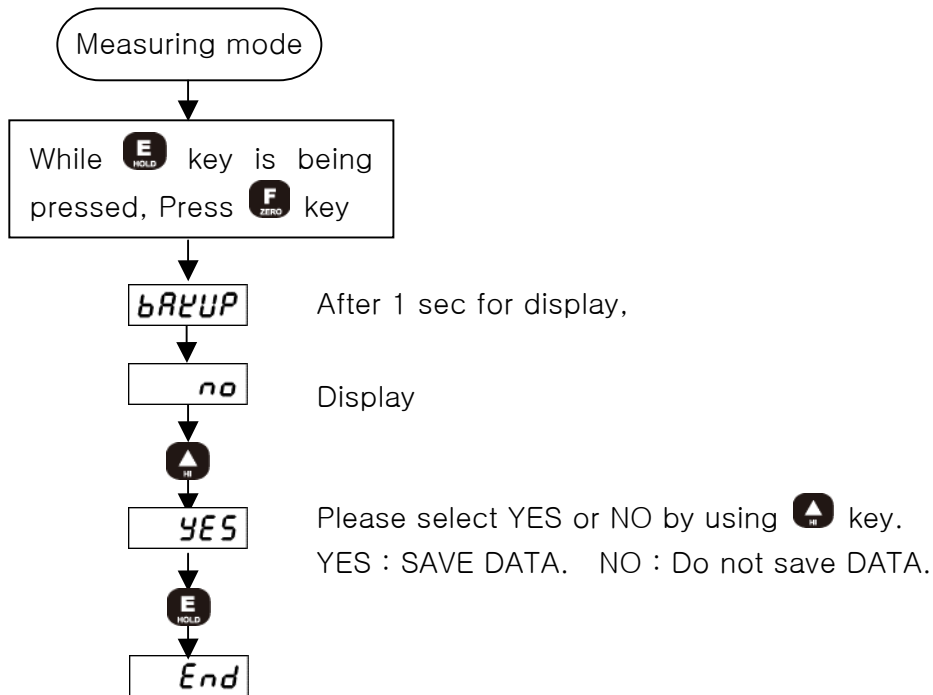 Measuring mode
While E HOLD key is being
pressed, Press F ZERO key
bAKUP
After 1 sec for display,
no
Display
HI
YES
Please select YES or NO by using HI key.
YES : SAVE DATA. NO : Do not save DATA.
E
HOLD
End